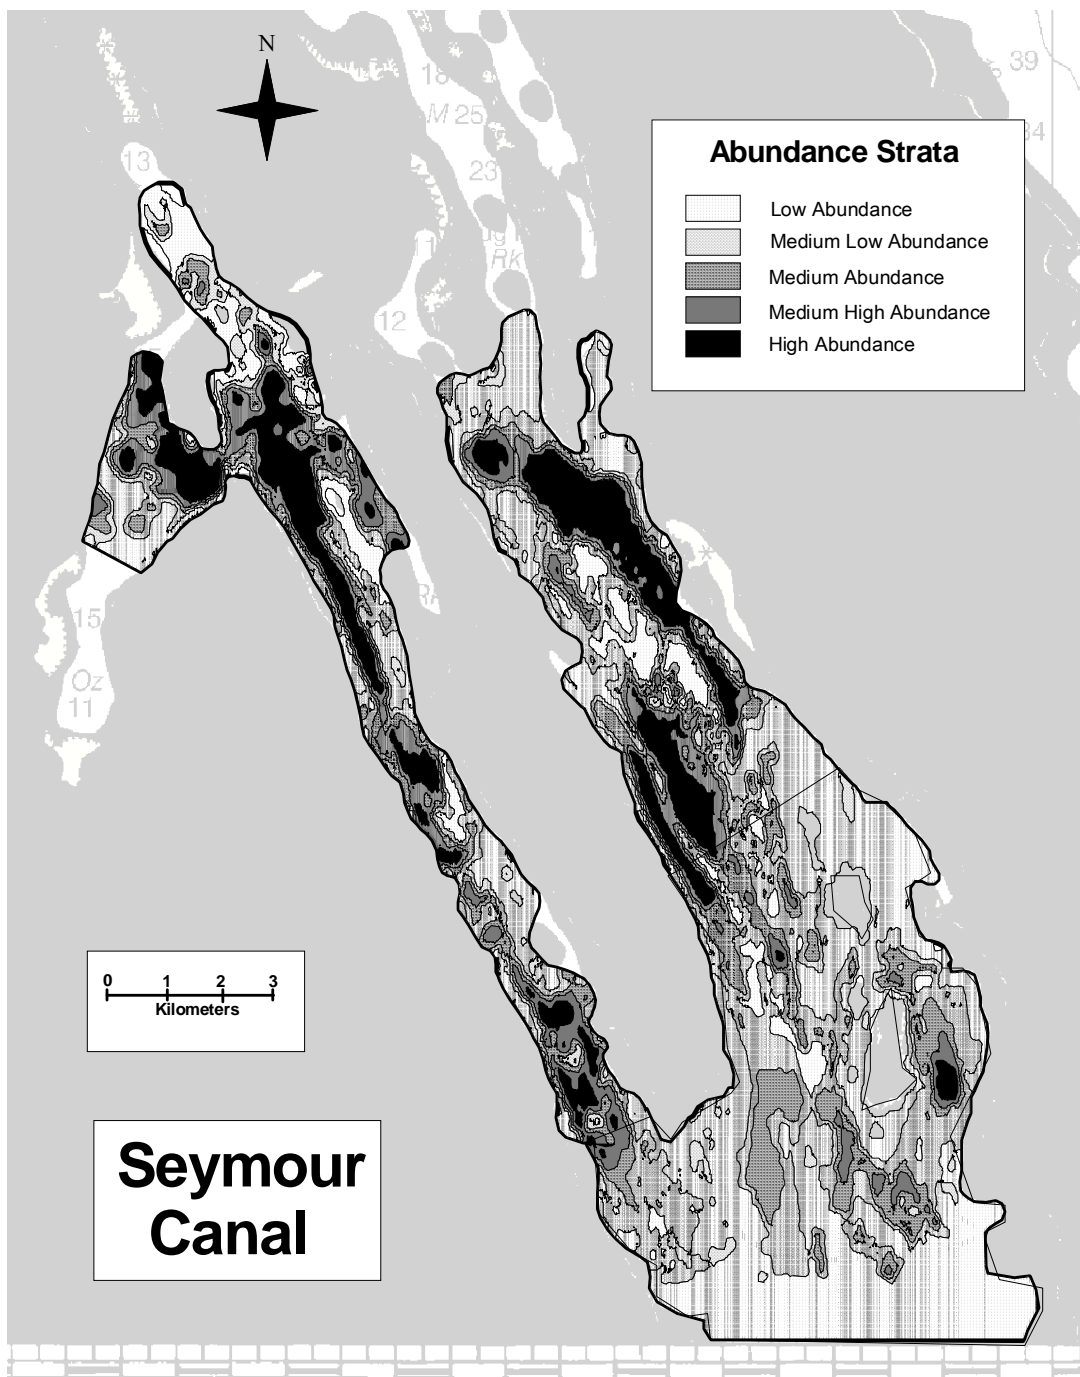 N
18
39
M 25
34
13
23
Rk
12
Abundance Strata
Low Abundance
Medium Low Abundance
Medium Abundance
Medium High Abundance
High Abundance
15
Oz
11
0 1 2 3
Kilometers
Seymour
Canal